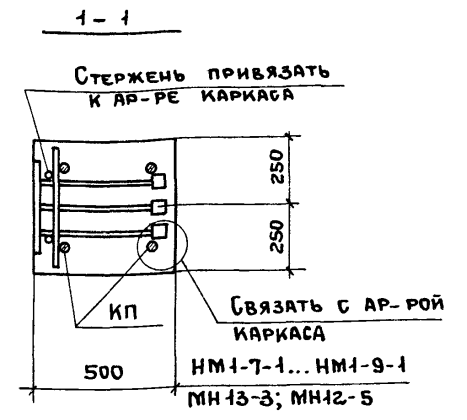 1-1
Стержень привязать
к ар-ре каркаса
250
250
КП
Связать с ар-рой
каркаса
500
НМ1-7-1...НМ1-9-1
МН13-3; МН12-5